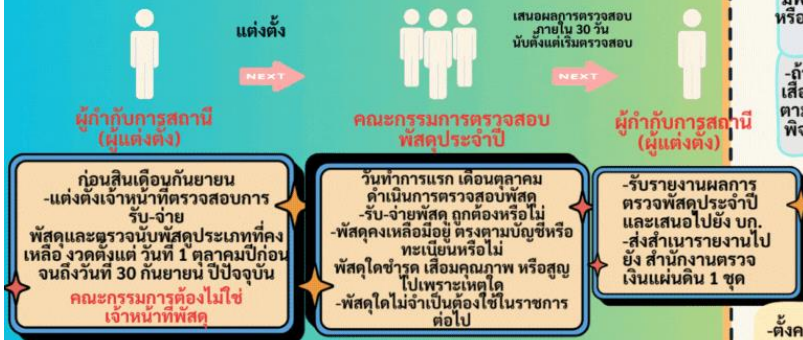 แต่งตั้ง
เสนอผลการตรวจสอบ
ภายใน 30 วัน
นับตั้งแต่เริ่มตรวจสอบ
NEXT
NEXT
ผู้กำกับการสถานี
(ผู้แต่งตั้ง)
คณะกรรมการตรวจสอบ
พัสดุประจำปี
ผู้กำกับการสถานี
(ผู้แต่งตั้ง)
ก่อนสิ้นเดือนกันยายน
-แต่งตั้งเจ้าหน้าที่ตรวจสอบการ
รับ-จ่าย
พัสดุและตรวจนับพัสดุประเภทที่คง
เหลือ งวดตั้งแต่ วันที่ 1 ตุลาคมปีก่อน
จนถึงวันที่ 30 กันยายน ปีปัจจุบัน
คณะกรรมการต้องไม่ใช่
เจ้าหน้าที่พัสดุ
วันทำการแรก เดือนตุลาคม
ดำเนินการตรวจสอบพัสดุ
-รับ-จ่ายพัสดุ ถูกต้องหรือไม่
-พัสดุคงเหลือมีอยู่ ตรงตามบัญชีหรือ
ทะเบียนหรือไม่
พัสดุใดชำรุด เสื่อมคุณภาพ หรือสูญ
ไปเพราะเหตุใด
-พัสดุใดไม่จำเป็นต้องใช้ในราชการ
ต่อไป
-รับรายงานผลการ
ตรวจพัสดุประจำปี
และเสนอไปยัง บก.
-ส่งสำเนารายงานไป
ยัง สำนักงานตรวจ
เงินแผ่นดิน 1 ชุด
หรือ
-ตั้งค